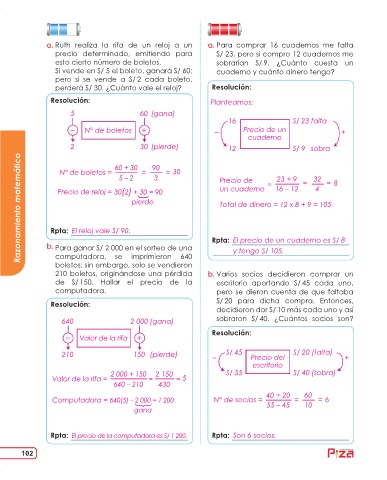 a. Ruth realiza la rifa de un reloj a un
precio determinado, emitiendo para
esto cierto número de boletos.
Si vende en S/ 5 el boleto, ganará S/ 60;
pero si se vende a S/ 2 cada boleto,
perderá S/ 30. ¿Cuánto vale el reloj?
Resolución:
5 60 (gana)
– N° de boletos +
2 30 (pierde)
N° de boletos = 60 + 30 / 5 – 2 = 90 / 3 = 30
Precio de reloj = 30(2) + 30 = 90
pierde
Rpta: El reloj vale S/ 90.
b. Para ganar S/ 2 000 en el sorteo de una
computadora, se imprimieron 640
boletos; sin embargo, solo se vendieron
210 boletos, originándose una pérdida
de S/ 150. Hallar el precio de la
computadora.
Resolución:
640 2 000 (gana)
– Valor de la rifa +
210 150 (pierde)
Valor de la rifa = 2 000 + 150 / 640 – 210 = 2 150 / 430 = 5
Computadora = 640(5) – 2 000 = 1 200
gana
Rpta: El precio de la computadora es S/ 1 200.
a. Para comprar 16 cuadernos me falta
S/ 23, pero si compro 12 cuadernos me
sobrarían S/ 9. ¿Cuánto cuesta un
cuaderno y cuánto dinero tengo?
Resolución:
Planteamos:
16 S/ 23 falta
– Precio de un cuaderno +
12 S/ 9 sobra
Precio de un cuaderno = 23 + 9 / 16 – 12 = 32 / 4 = 8
Total de dinero = 12 x 8 + 9 = 105
Rpta: El precio de un cuaderno es S/ 8
y tengo S/ 105.
b. Varios socios decidieron comprar un
escritorio aportando S/ 45 cada uno,
pero se dieron cuenta de que faltaba
S/ 20 para dicha compra. Entonces,
decidieron dar S/ 10 más cada uno y así
sobraron S/ 40. ¿Cuántos socios son?
Resolución:
S/ 45 S/ 20 (falta)
– Precio del escritorio +
S/ 55 S/ 40 (sobra)
N° de socios = 40 + 20 / 55 – 45 = 60 / 10 = 6
Rpta: Son 6 socios.
Razonamiento matemático
102
Pizá